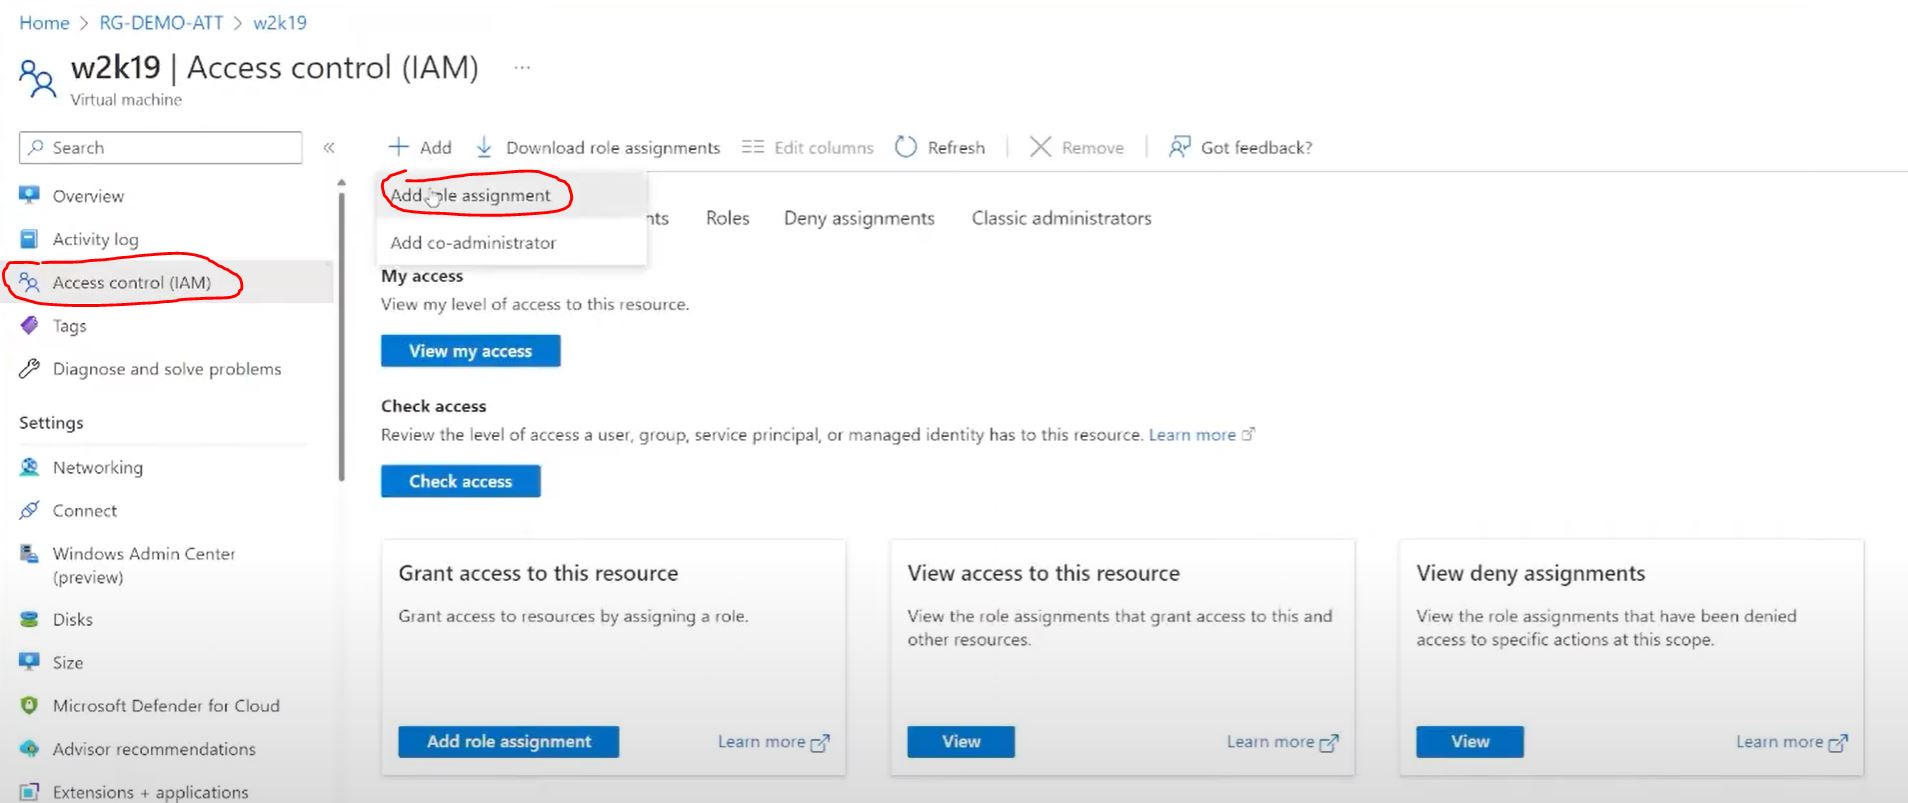 Home > RG-DEMO-ATT > w2k19
w2k19 | Access control (IAM) ...
Virtual machine
Search
Overview
Activity log
Access control (IAM)
Tags
Diagnose and solve problems
Settings
Networking
Connect
Windows Admin Center
(preview)
Disks
Size
Microsoft Defender for Cloud
Advisor recommendations
Extensions + applications
Add Download role assignments Edit columns Refresh Remove Got feedback?
Add role assignment
Add co-administrator
nts Roles Deny assignments Classic administrators
My access
View my level of access to this resource.
View my access
Check access
Review the level of access a user, group, service principal, or managed identity has to this resource. Learn more
Check access
Grant access to this resource
Grant access to resources by assigning a role.
Add role assignment Learn more
View access to this resource
View the role assignments that grant access to this and
other resources.
View Learn more
View deny assignments
View the role assignments that have been denied
access to specific actions at this scope.
View Learn more